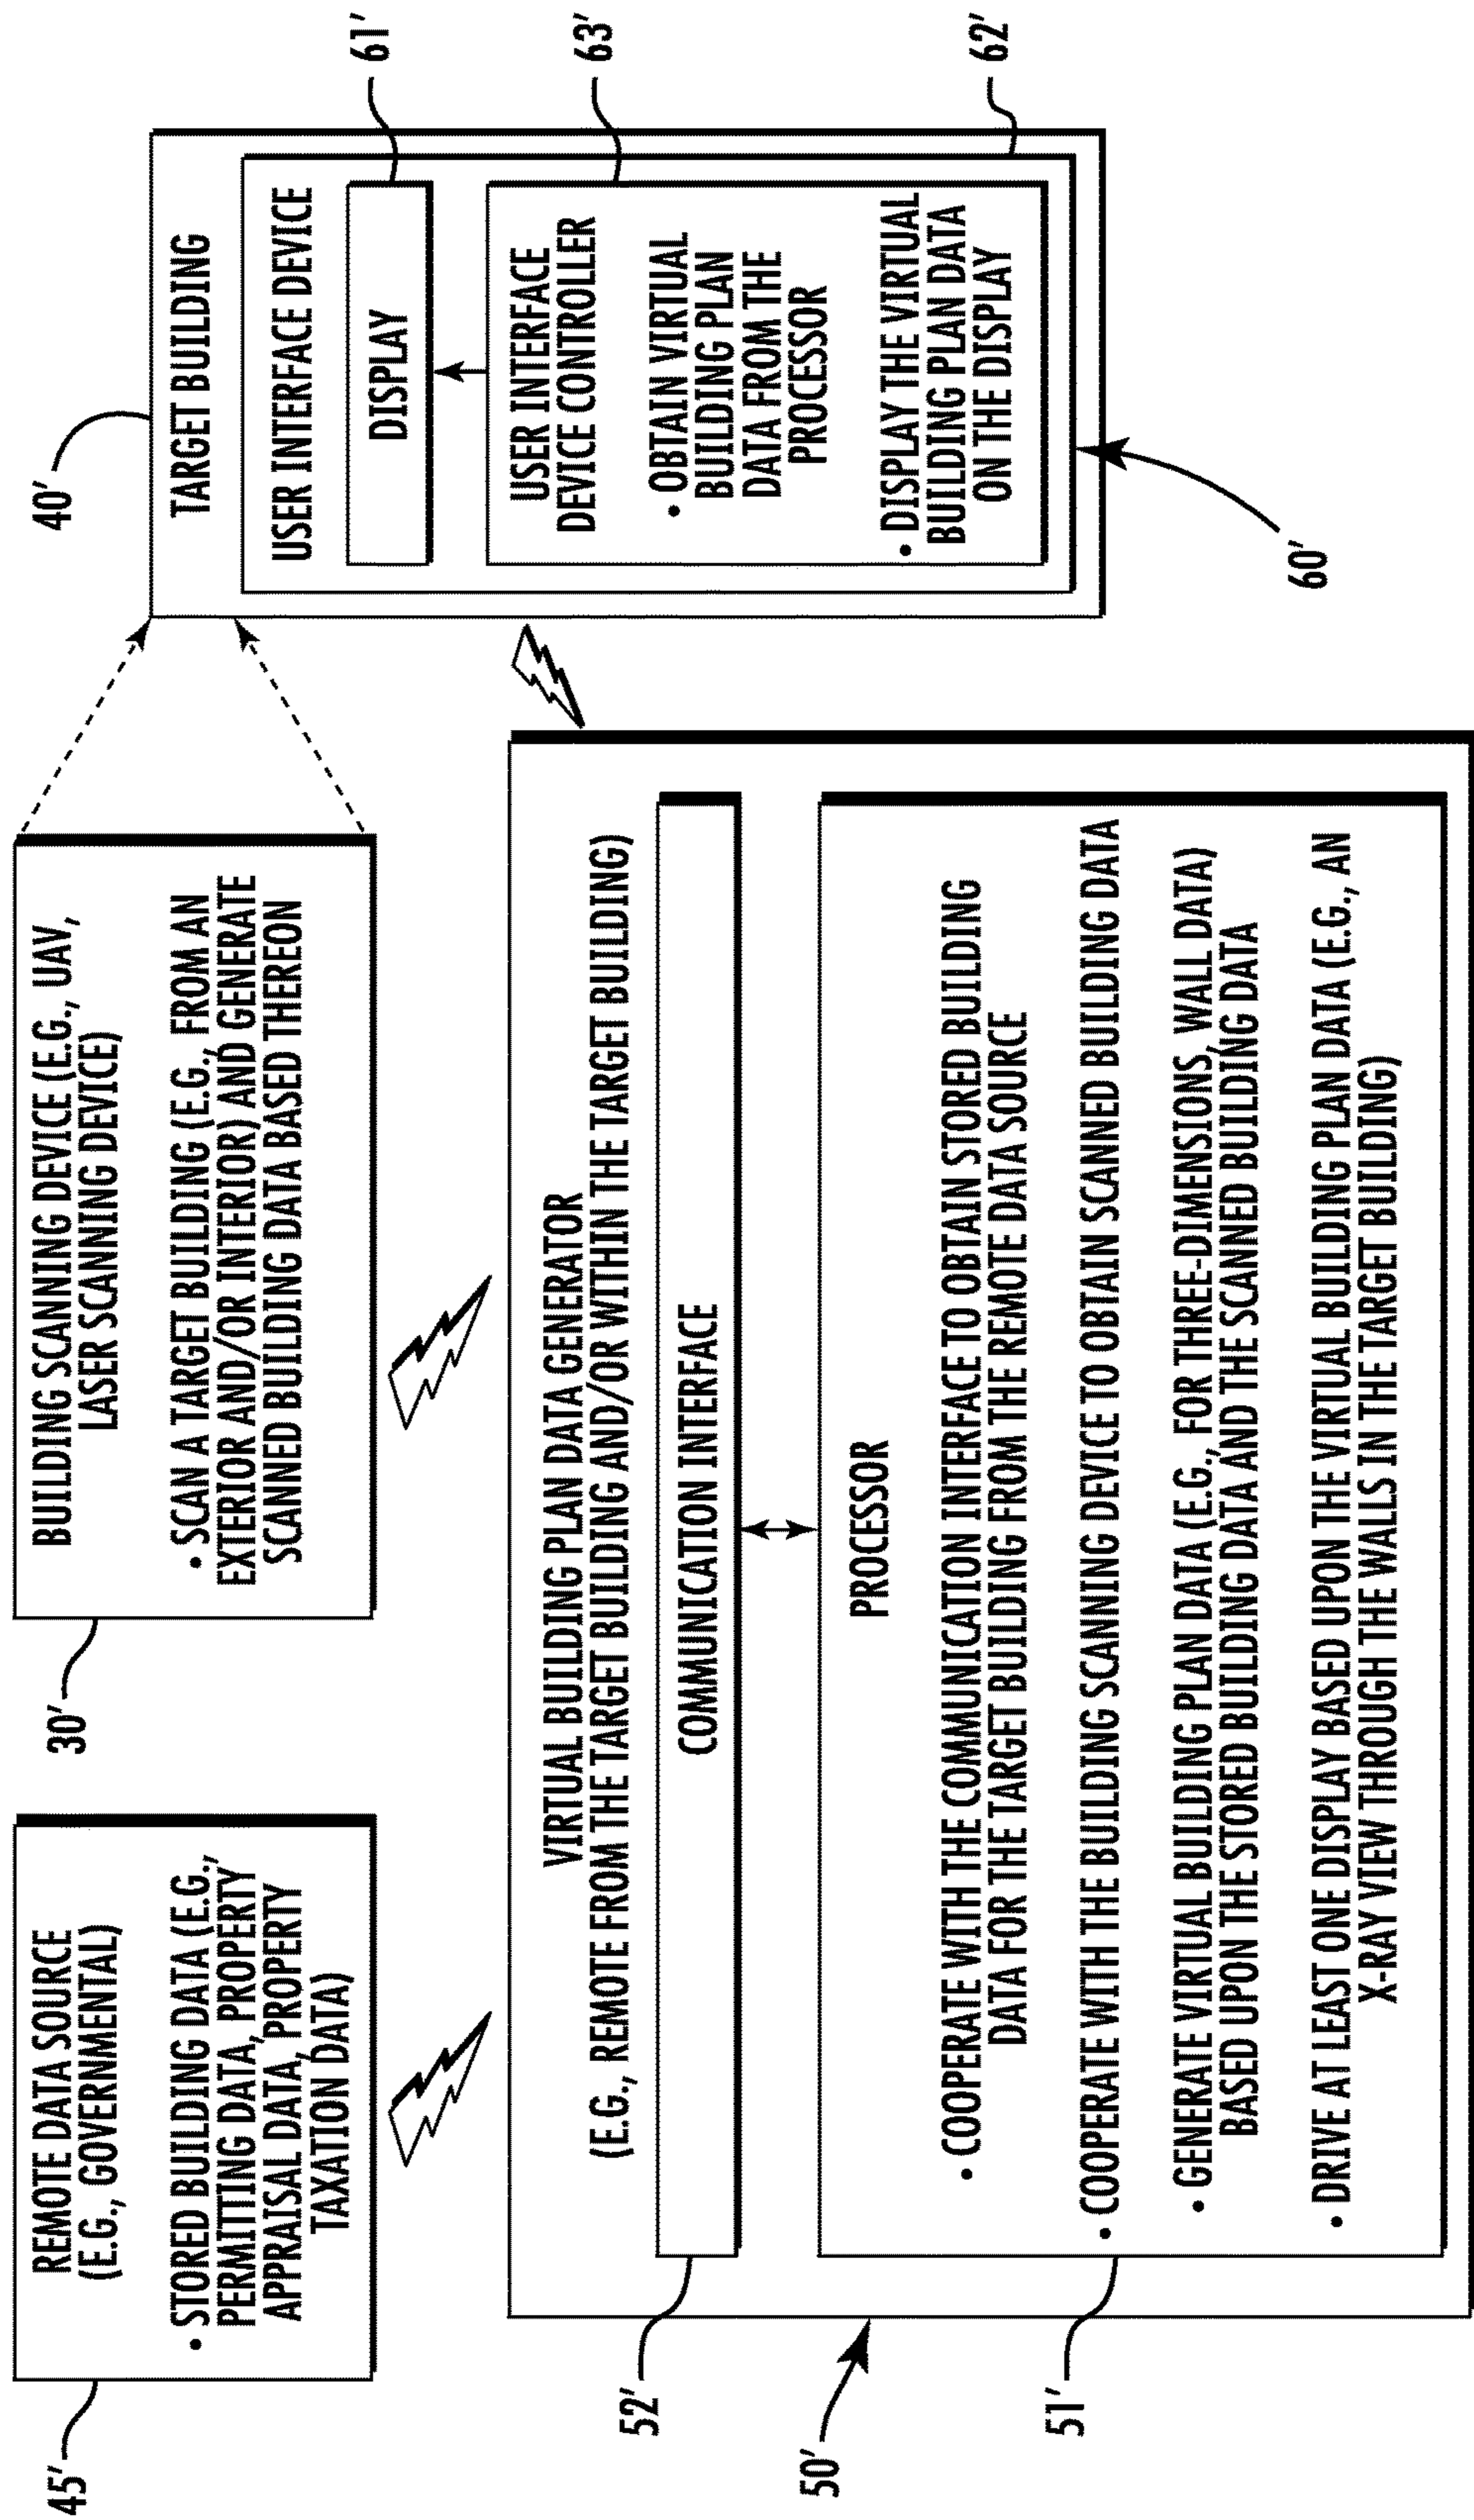 45'
REMOTE DATA SOURCE
(E.G., GOVERNMENTAL)
• STORED BUILDING DATA (E.G.,
PERMITTING DATA, PROPERTY
APPRAISAL DATA, PROPERTY
TAXATION DATA)
30'
BUILDING SCANNING DEVICE (E.G., UAV,
LASER SCANNING DEVICE)
• SCAN A TARGET BUILDING (E.G., FROM AN
EXTERIOR AND/OR INTERIOR) AND GENERATE
SCANNED BUILDING DATA BASED THEREON
40'
TARGET BUILDING
USER INTERFACE DEVICE
DISPLAY
61'
USER INTERFACE
DEVICE CONTROLLER
• OBTAIN VIRTUAL
BUILDING PLAN
DATA FROM THE
PROCESSOR
• DISPLAY THE VIRTUAL
BUILDING PLAN DATA
ON THE DISPLAY
63'
62'
60'
50'
VIRTUAL BUILDING PLAN DATA GENERATOR
(E.G., REMOTE FROM THE TARGET BUILDING AND/OR WITHIN THE TARGET BUILDING)
52'
COMMUNICATION INTERFACE
51'
PROCESSOR
• COOPERATE WITH THE COMMUNICATION INTERFACE TO OBTAIN STORED BUILDING
DATA FOR THE TARGET BUILDING FROM THE REMOTE DATA SOURCE
• COOPERATE WITH THE BUILDING SCANNING DEVICE TO OBTAIN SCANNED BUILDING DATA
• GENERATE VIRTUAL BUILDING PLAN DATA (E.G., FOR THREE-DIMENSIONS, WALL DATA)
BASED UPON THE STORED BUILDING DATA AND THE SCANNED BUILDING DATA
• DRIVE AT LEAST ONE DISPLAY BASED UPON THE VIRTUAL BUILDING PLAN DATA (E.G., AN
X-RAY VIEW THROUGH THE WALLS IN THE TARGET BUILDING)